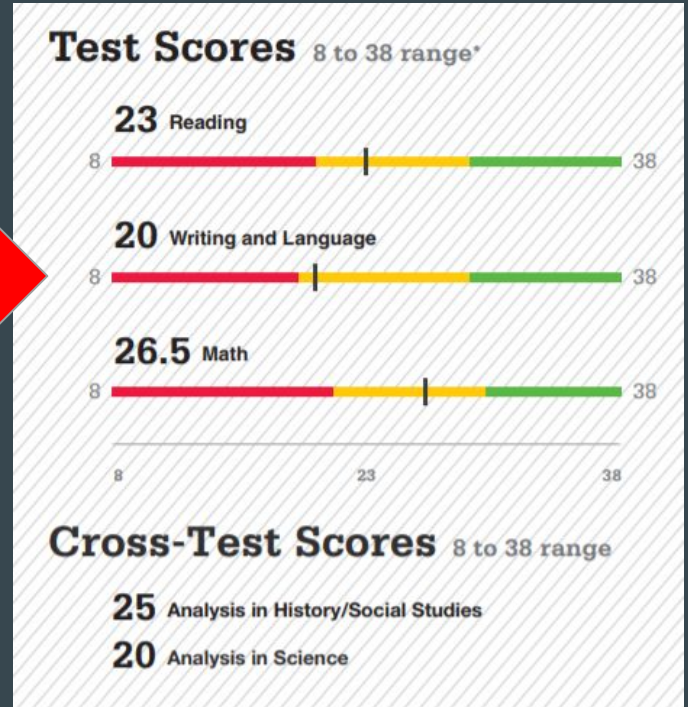 Test Scores 8 to 38 range*
23 Reading
8 38
20 Writing and Language
8 38
26.5 Math
8 38
8 23 38
Cross-Test Scores 8 to 38 range
25 Analysis in History/Social Studies
20 Analysis in Science